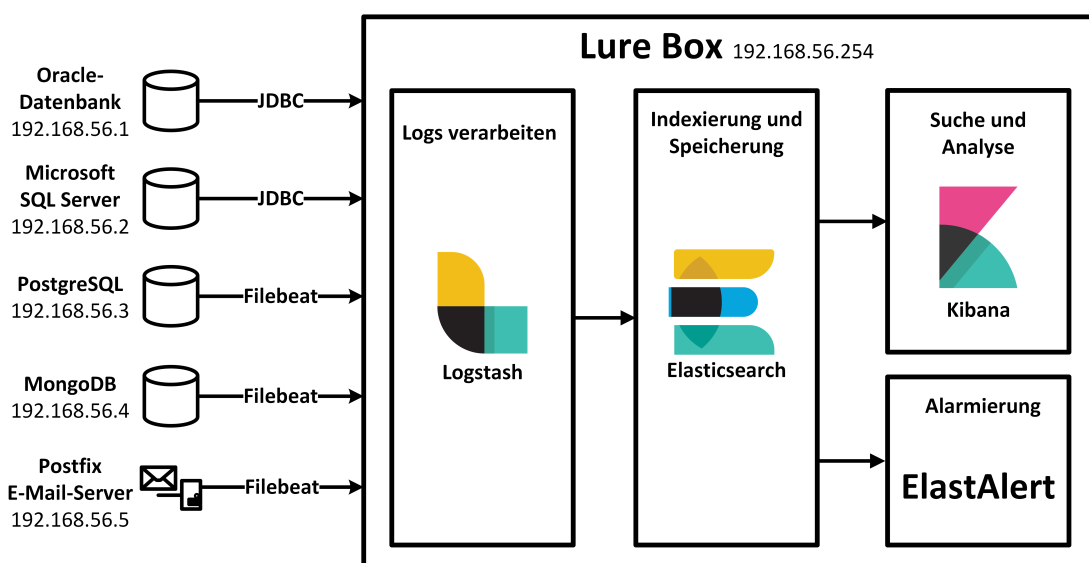 Lure Box 192.168.56.254
Oracle-
Datenbank
192.168.56.1
JDBC
Microsoft
SQL Server
192.168.56.2
JDBC
PostgreSQL
192.168.56.3
Filebeat
MongoDB
192.168.56.4
Filebeat
Postfix
E-Mail-Server
192.168.56.5
Filebeat
Logs verarbeiten
Logstash
Indexierung und
Speicherung
Elasticsearch
Suche und
Analyse
Kibana
Alarmierung
ElastAlert